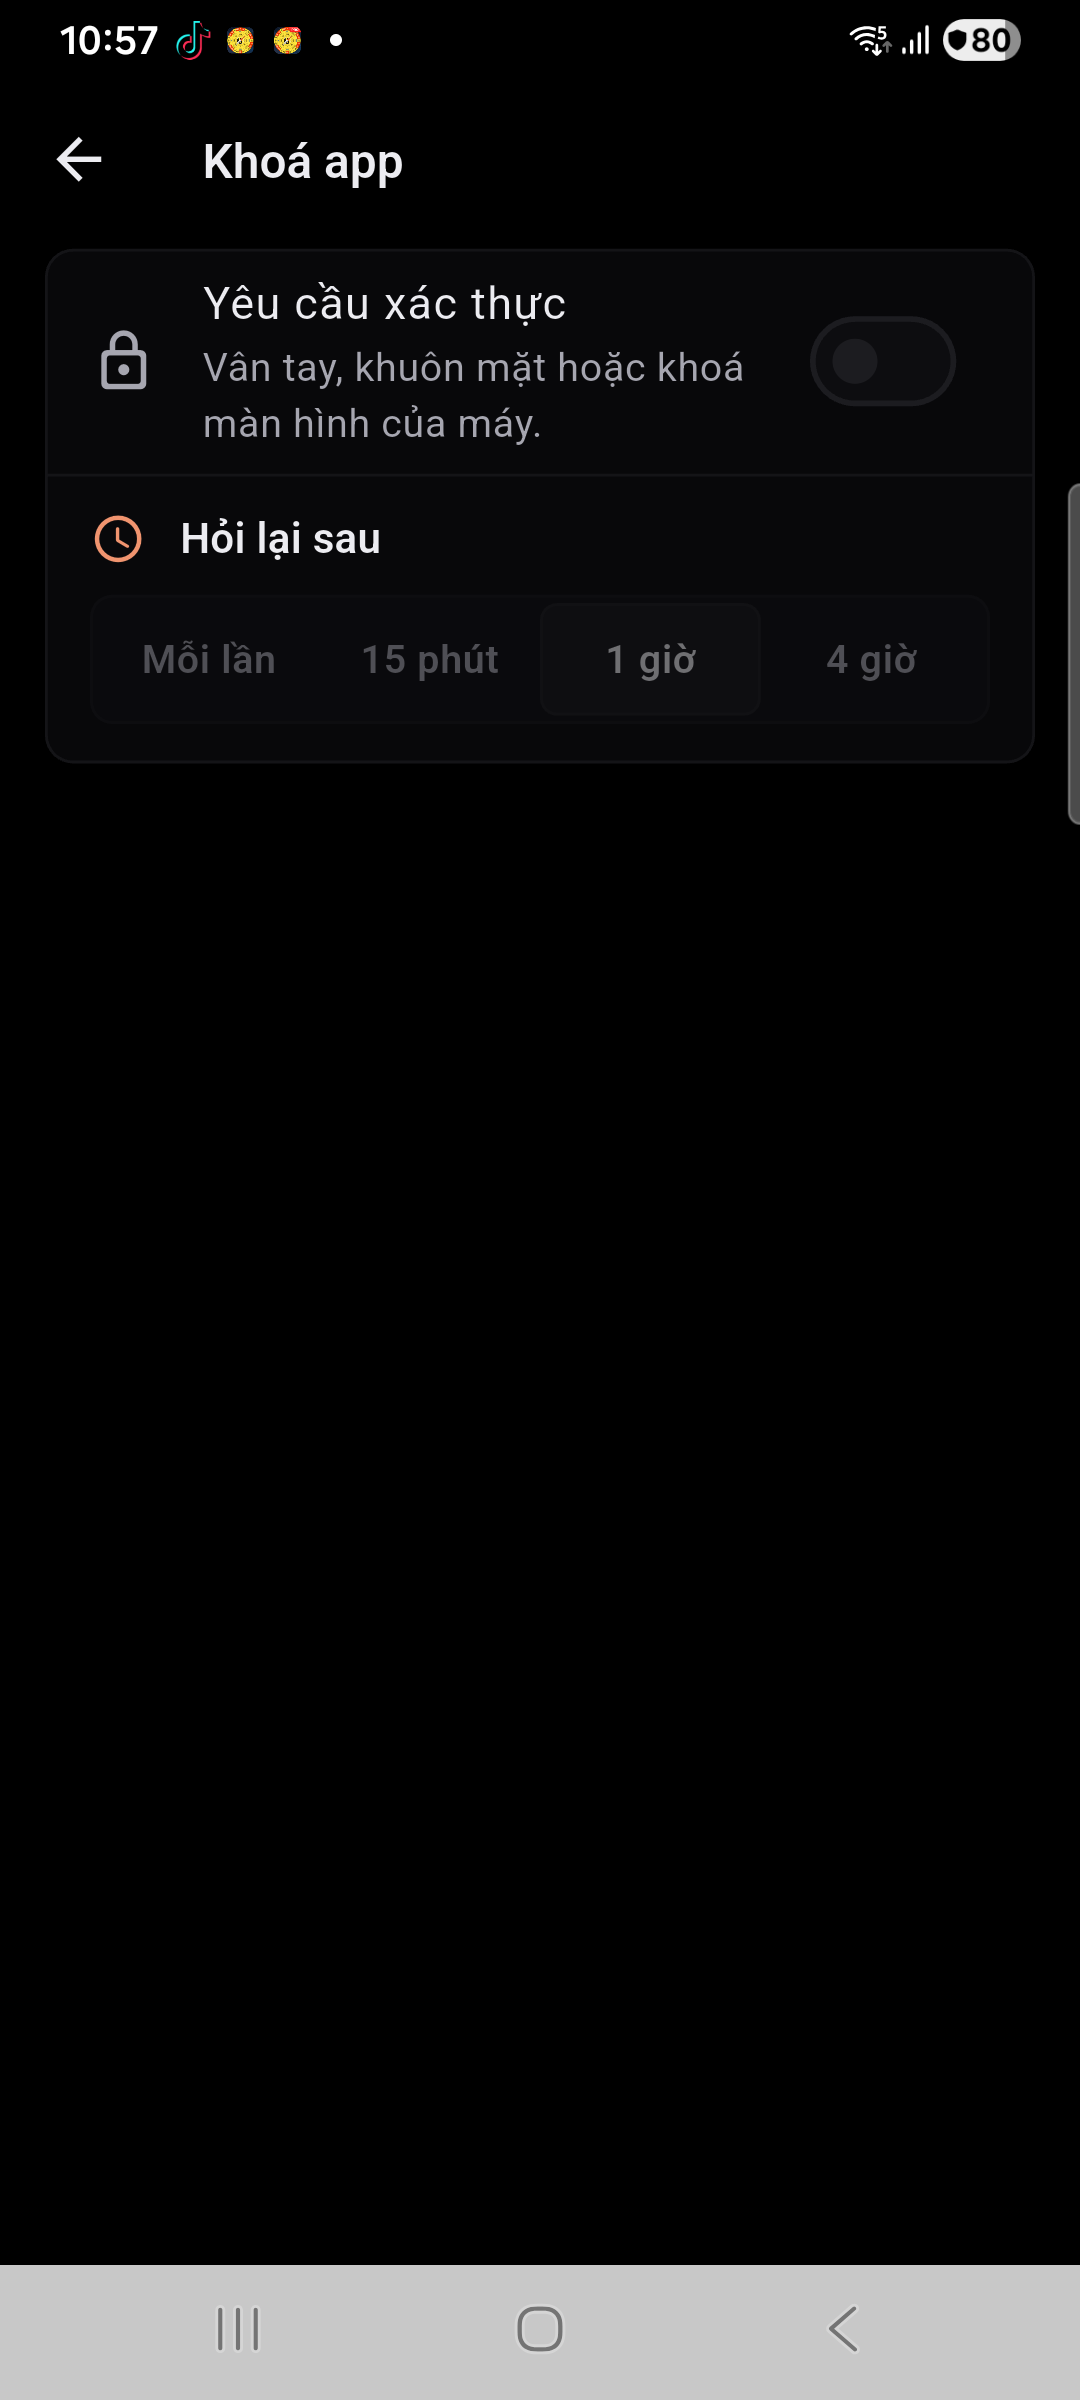 10:57
5
80
Khoá app
Yêu cầu xác thực
Vân tay, khuôn mặt hoặc khoá
màn hình của máy.
Hỏi lại sau
Mỗi lần
15 phút
1 giờ
4 giờ